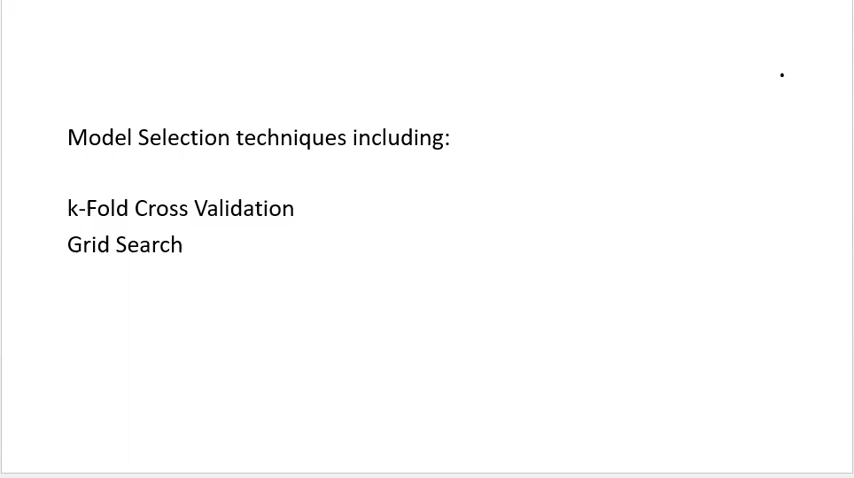 Model Selection techniques including:
k-Fold Cross Validation
Grid Search